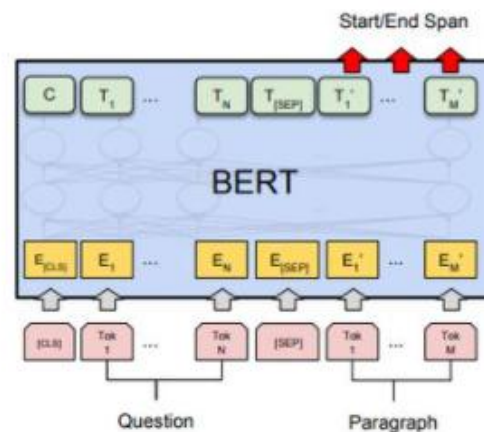 Start/End Span
C T1 ... TN T[SEP] T1' ... TM'
BERT
E[CLS] E1 ... EN E[SEP] E1' ... EM'
[CLS] Tok 1 ... Tok N [SEP] Tok 1 ... Tok M
Question Paragraph